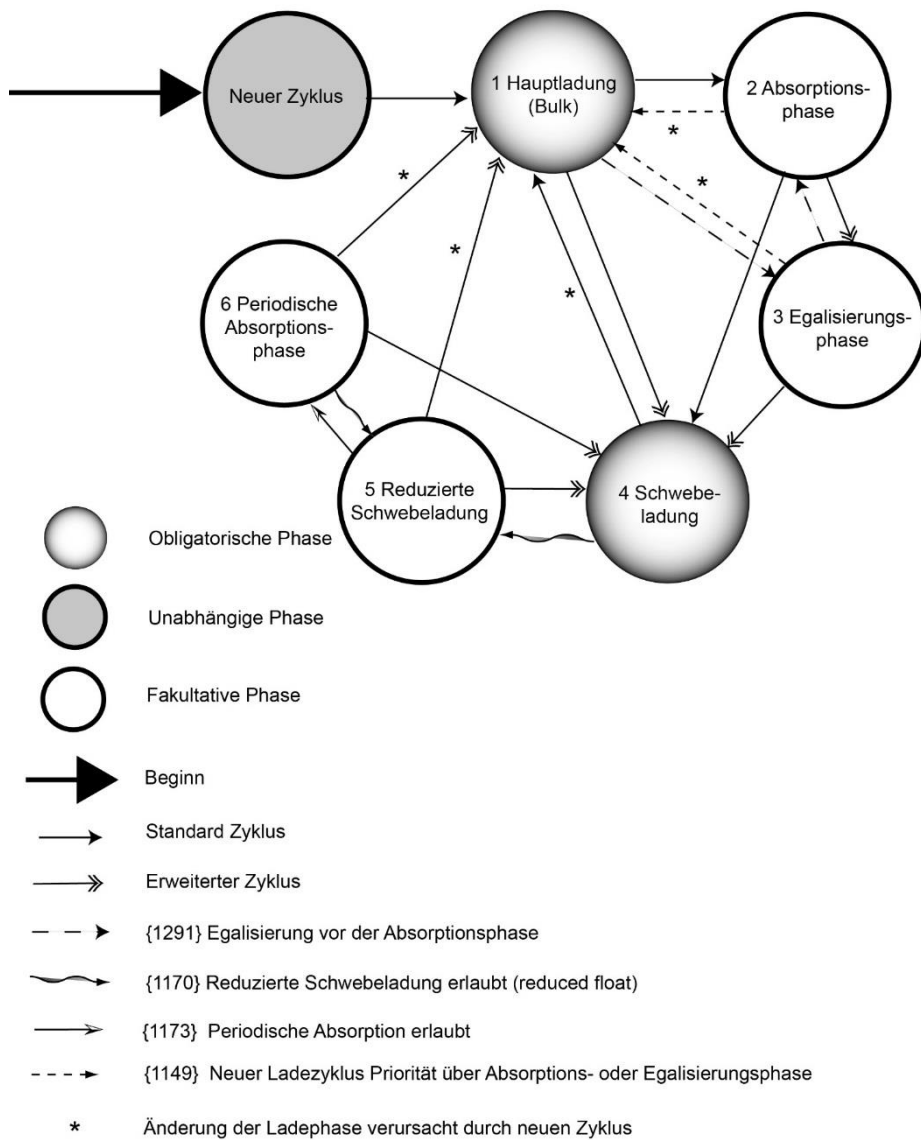 Neuer Zyklus
1 Hauptladung
(Bulk)
2 Absorptions-
phase
*
*
*
*
*
6 Periodische
Absorptions-
phase
3 Egalisierungs-
phase
5 Reduzierte
Schwebeladung
4 Schwebe-
ladung
Obligatorische Phase
Unabhängige Phase
Fakultative Phase
Beginn
Standard Zyklus
Erweiterter Zyklus
{1291} Egalisierung vor der Absorptionsphase
{1170} Reduzierte Schwebeladung erlaubt (reduced float)
{1173} Periodische Absorption erlaubt
{1149} Neuer Ladezyklus Priorität über Absorptions- oder Egalisierungsphase
* Änderung der Ladephase verursacht durch neuen Zyklus